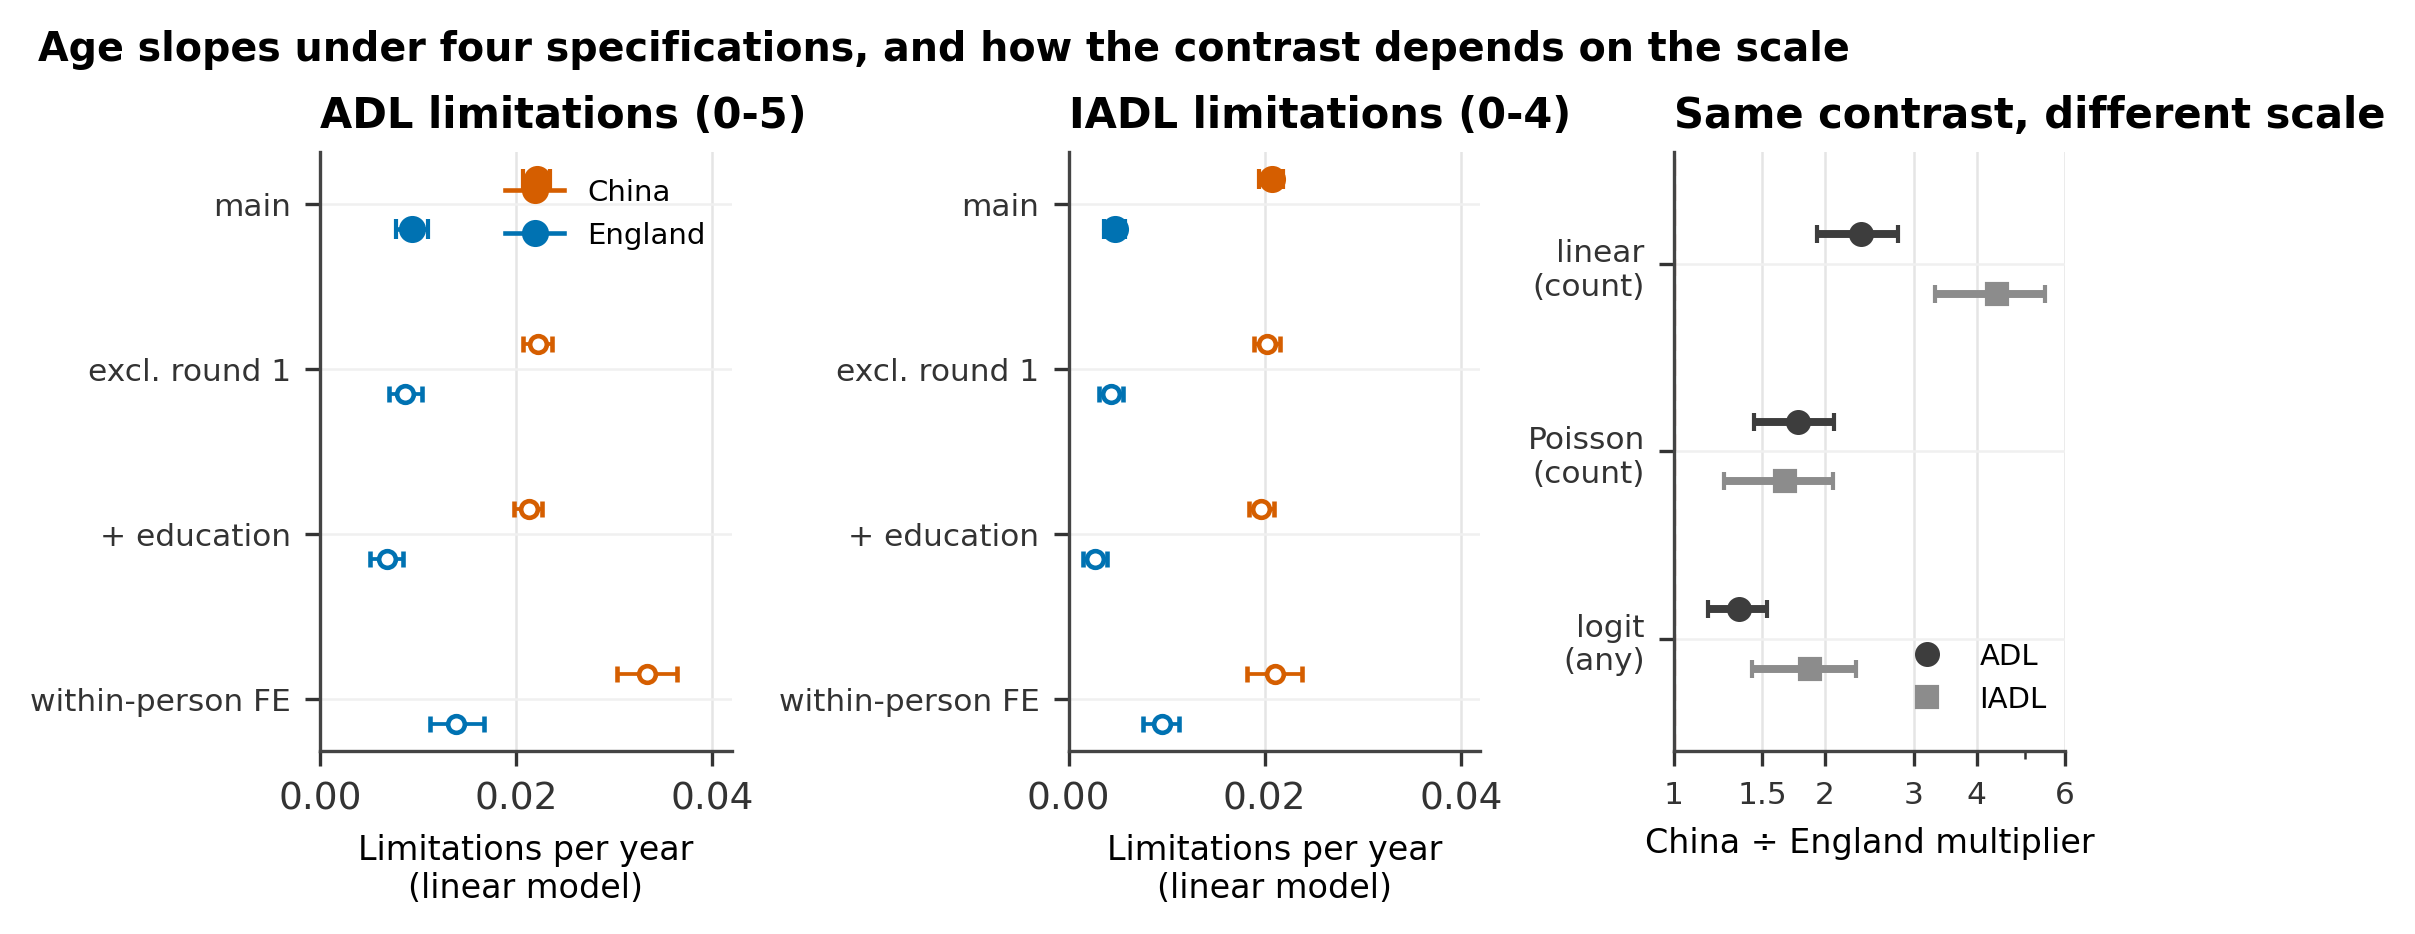 Age slopes under four specifications, and how the contrast depends on the scale
ADL limitations (0-5)
main
excl. round 1
+ education
within-person FE
China
England
0.00
0.02
0.04
Limitations per year
(linear model)
IADL limitations (0-4)
main
excl. round 1
+ education
within-person FE
0.00
0.02
0.04
Limitations per year
(linear model)
Same contrast, different scale
linear
(count)
Poisson
(count)
logit
(any)
ADL
IADL
1
1.5
2
3
4
6
China ÷ England multiplier